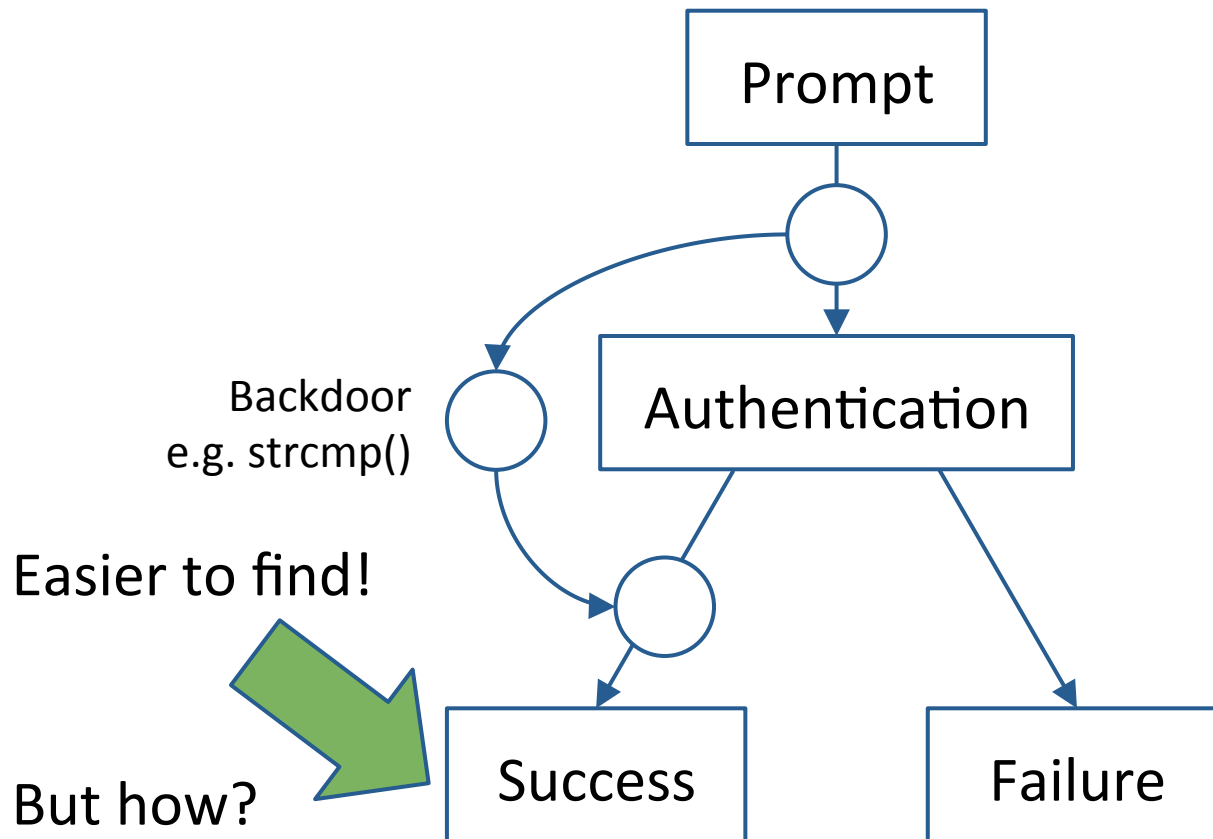 Prompt
Backdoor
e.g. strcmp()
Authentication
Easier to find!
But how?
Success
Failure